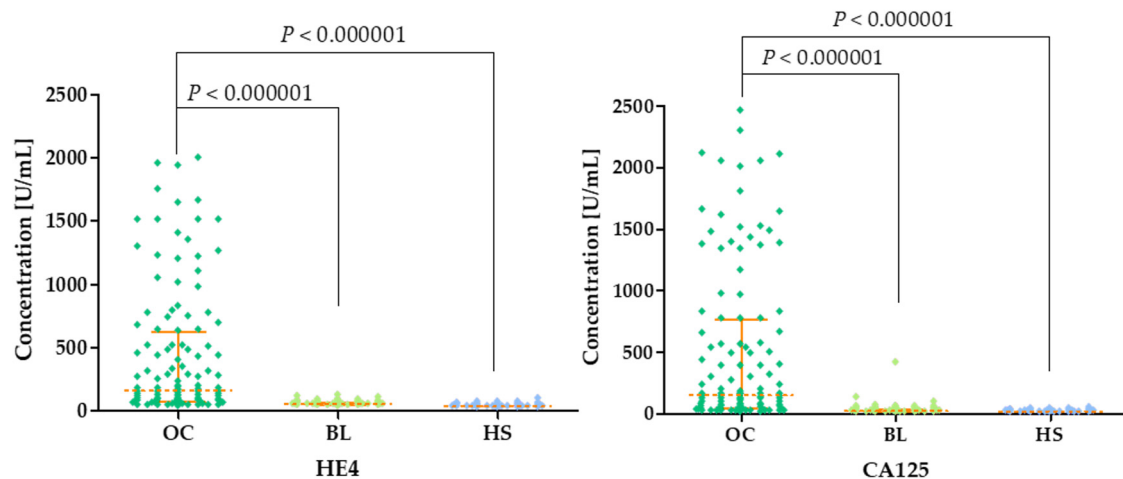 P < 0.000001
P < 0.000001
Concentration [U/mL]
2500
2000
1500
1000
500
0
OC
BL
HS
HE4
P < 0.000001
P < 0.000001
Concentration [U/mL]
2500
2000
1500
1000
500
0
OC
BL
HS
CA125